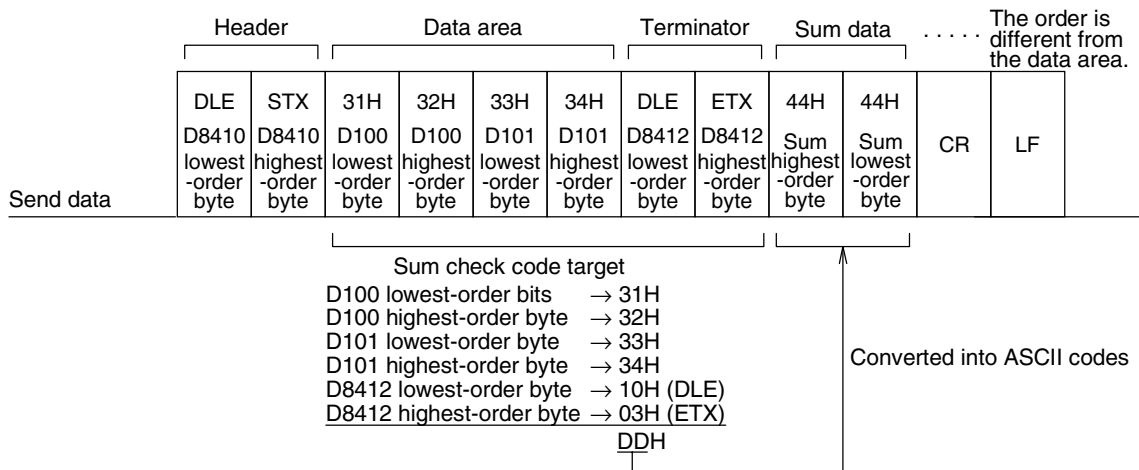 Header Data area Terminator Sum data . . . . . The order is
different from
the data area.
DLE STX 31H 32H 33H 34H DLE ETX 44H 44H CR LF
D8410 D8410 D100 D100 D101 D101 D8412 D8412 Sum Sum
lowest highest lowest highest lowest highest lowest highest highest lowest
-order -order -order -order -order -order -order -order -order -order
byte byte byte byte byte byte byte byte byte byte
Send data
Sum check code target
D100 lowest-order bits → 31H
D100 highest-order byte → 32H
D101 lowest-order byte → 33H
D101 highest-order byte → 34H
D8412 lowest-order byte → 10H (DLE)
D8412 highest-order byte → 03H (ETX)
DDH
Converted into ASCII codes